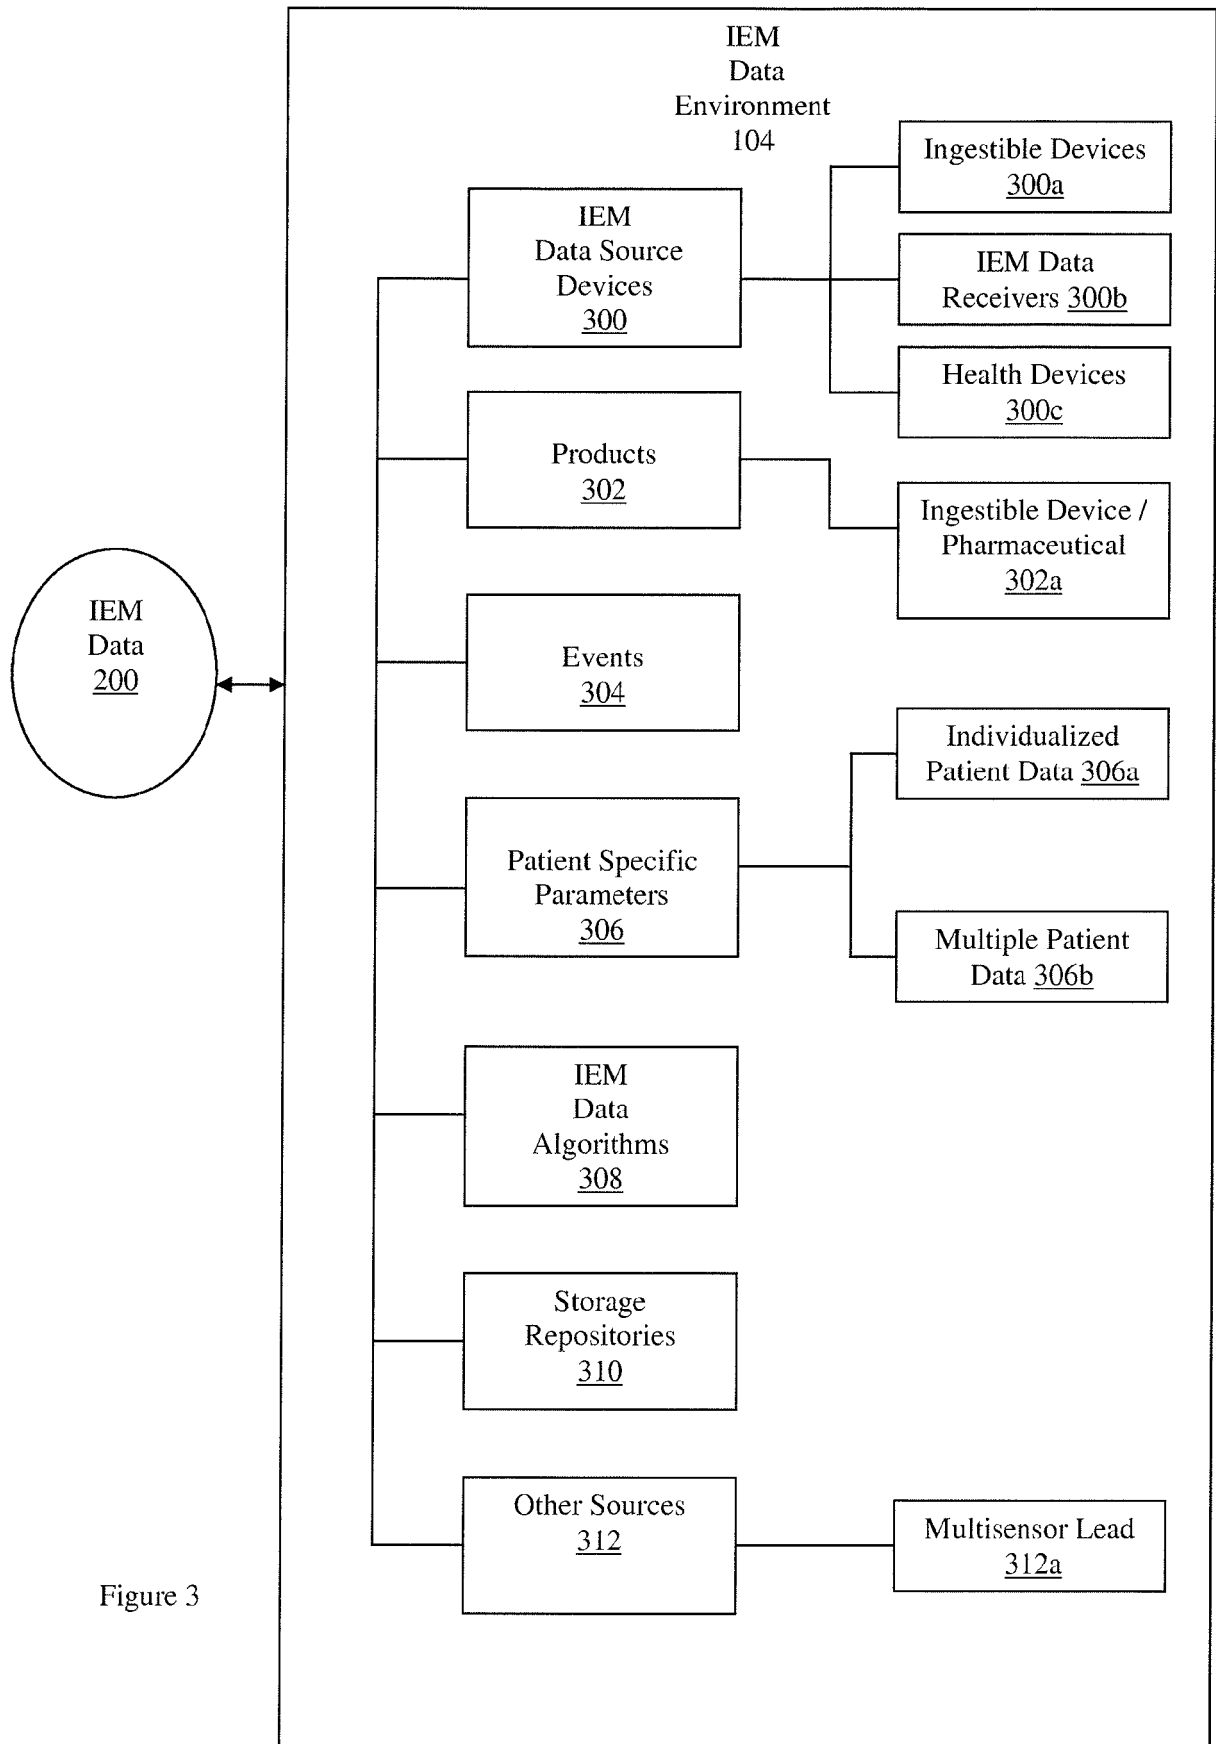 IEM
Data
Environment
104
Ingestible Devices
300a
IEM
Data Source
Devices
300
IEM Data
Receivers 300b
Health Devices
300c
Products
302
Ingestible Device /
Pharmaceutical
302a
IEM
Data
200
Events
304
Individualized
Patient Data 306a
Patient Specific
Parameters
306
Multiple Patient
Data 306b
IEM
Data
Algorithms
308
Storage
Repositories
310
Other Sources
312
Multisensor Lead
312a
Figure 3